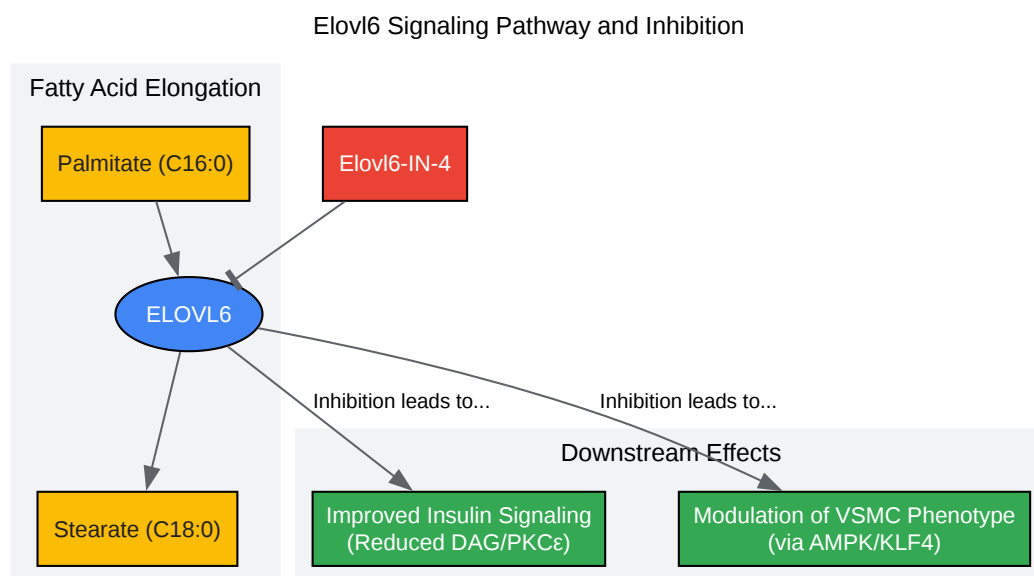 Elovl6 Signaling Pathway and Inhibition
Fatty Acid Elongation
Palmitate (C16:0)
Elovl6-IN-4
ELOVL6
Inhibition leads to...
Inhibition leads to...
Downstream Effects
Stearate (C18:0)
Improved Insulin Signaling
(Reduced DAG/PKCε)
Modulation of VSMC Phenotype
(via AMPK/KLF4)